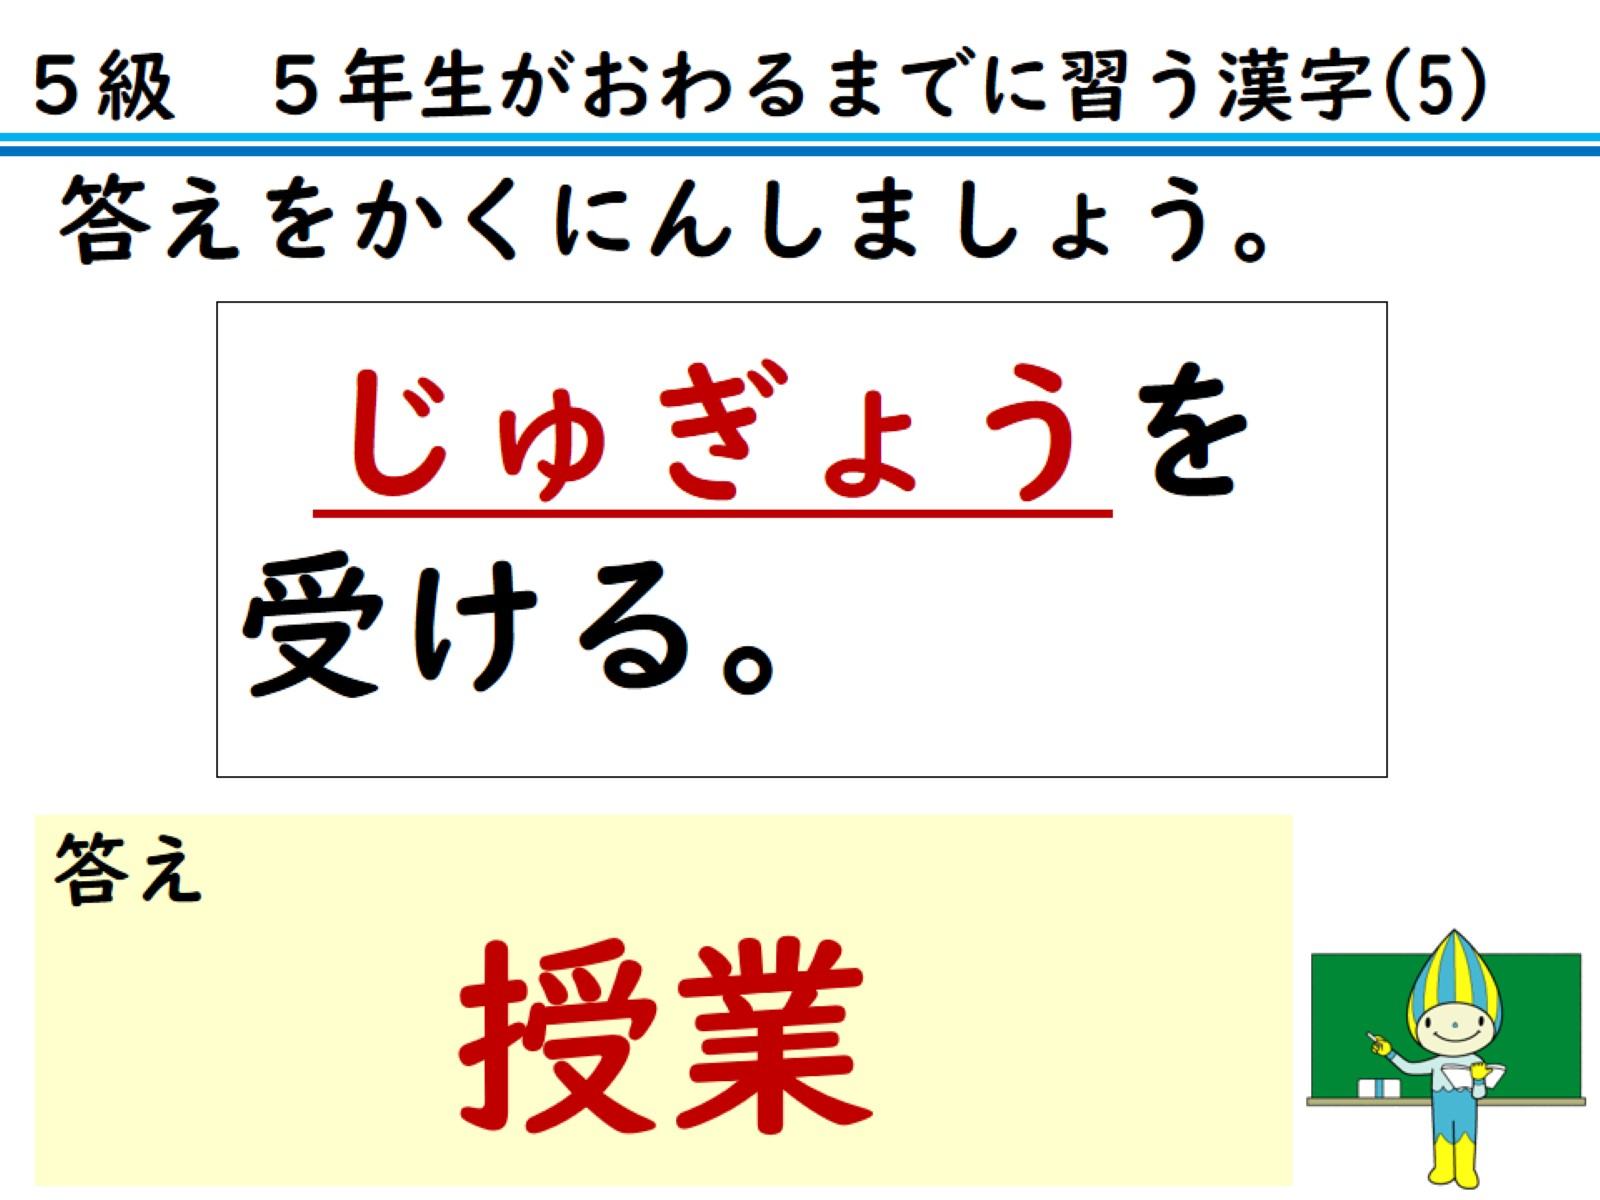 ５級　５年生がおわるまでに習う漢字(5)
答えをかくにんしましょう。
じゅぎょうを
受ける。
答え
授業